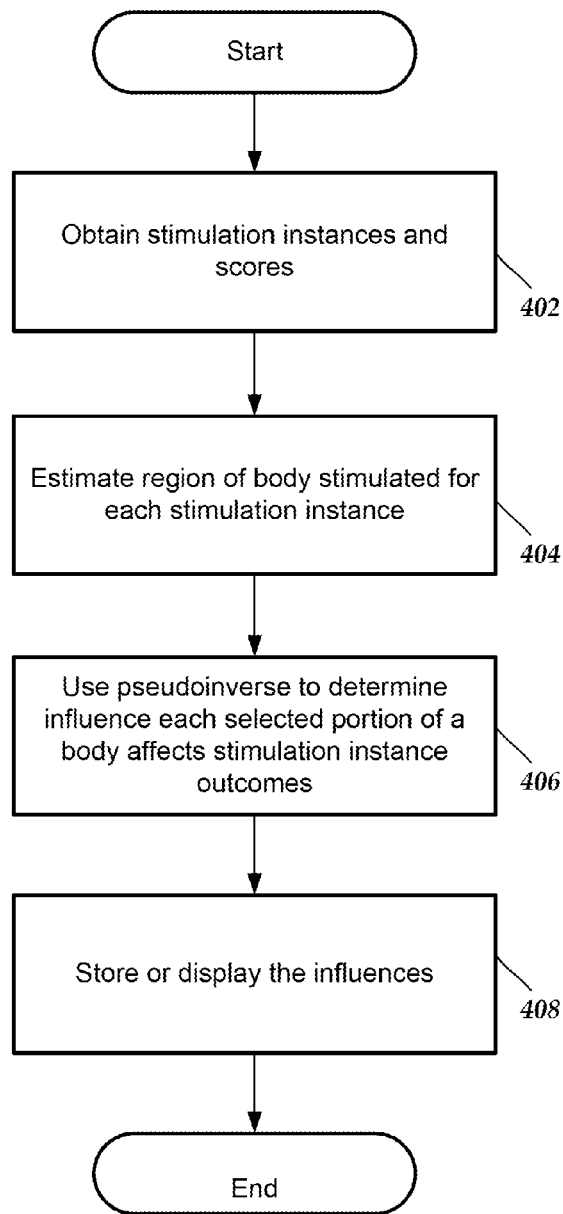 Start
Obtain stimulation instances and
scores
402
Estimate region of body stimulated for
each stimulation instance
404
Use pseudoinverse to determine
influence each selected portion of a
body affects stimulation instance
outcomes
406
Store or display the influences
408
End